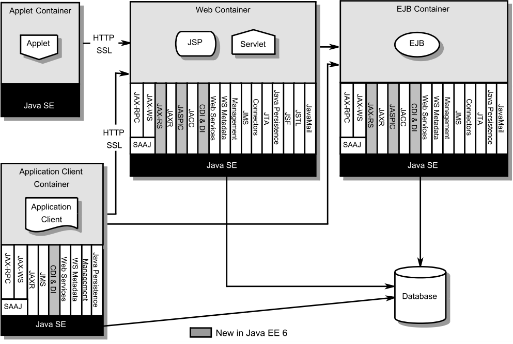 Applet Container
Applet
Java SE
HTTP
SSL
Web Container
JSP
Servlet
JAX-RPC
JAX-WS
SAAJ
JAX-RS
JAXR
JASPIC
JACC
CDI & DI
Web Services
WS Metadata
Management
JMS
Connectors
JTA
Java Persistence
JSF
JSTL
JavaMail
Java SE
EJB Container
EJB
JAX-RPC
JAX-WS
SAAJ
JAX-RS
JAXR
JASPIC
JACC
CDI & DI
Web Services
WS Metadata
Management
JMS
Connectors
JTA
Java Persistence
JavaMail
Java SE
HTTP
SSL
Application Client
Container
Application
Client
JAX-RPC
JAX-WS
SAAJ
JAXR
JMS
CDI & DI
Web Services
WS Metadata
Management
Java Persistence
Java SE
Database
New in Java EE 6